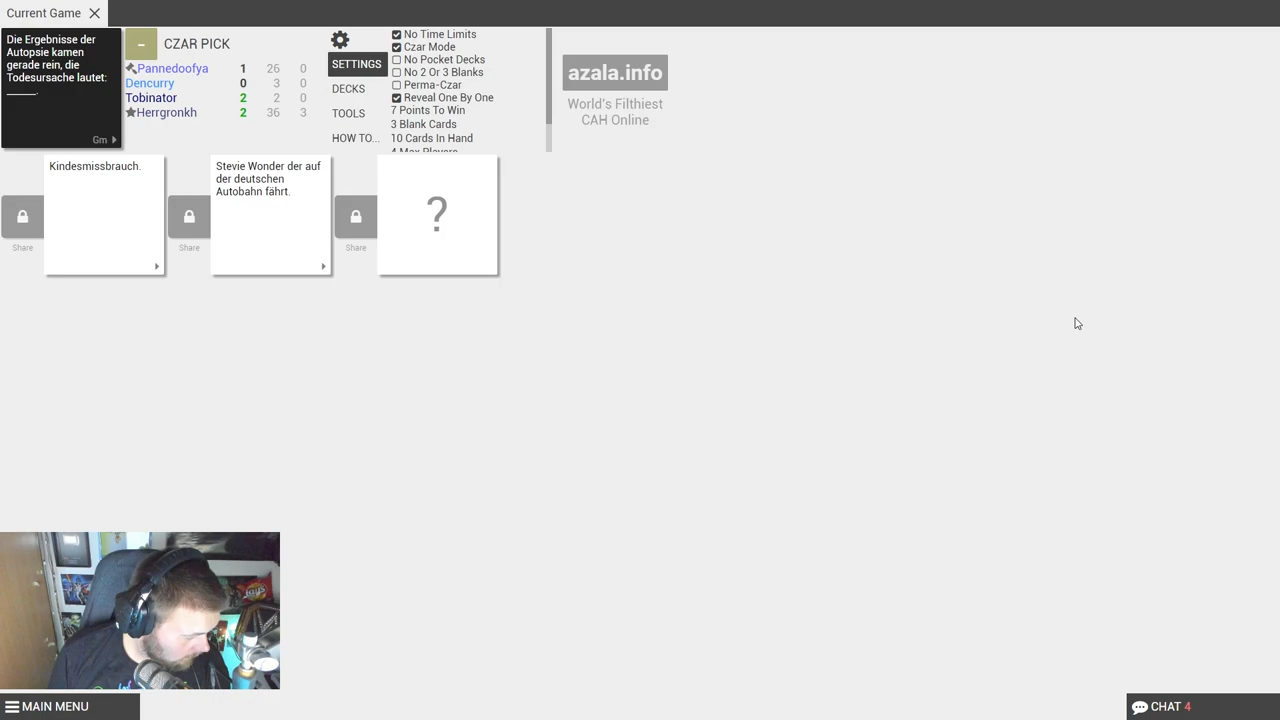 Current Game
Die Ergebnisse der
Autopsie kamen
gerade rein, die
Todesursache lautet:
_____.
Gm
–
CZAR PICK
Pannedoofya 1 26 0
Dencurry 0 3 0
Tobinator 2 2 0
Herrgronkh 2 36 3
SETTINGS
DECKS
TOOLS
HOW TO...
No Time Limits
Czar Mode
No Pocket Decks
No 2 Or 3 Blanks
Perma-Czar
Reveal One By One
7 Points To Win
3 Blank Cards
10 Cards In Hand
4 Max Players
azala.info
World's Filthiest
CAH Online
Share
Kindesmissbrauch.
Share
Stevie Wonder der auf
der deutschen
Autobahn fährt.
Share
?
MAIN MENU
CHAT 4